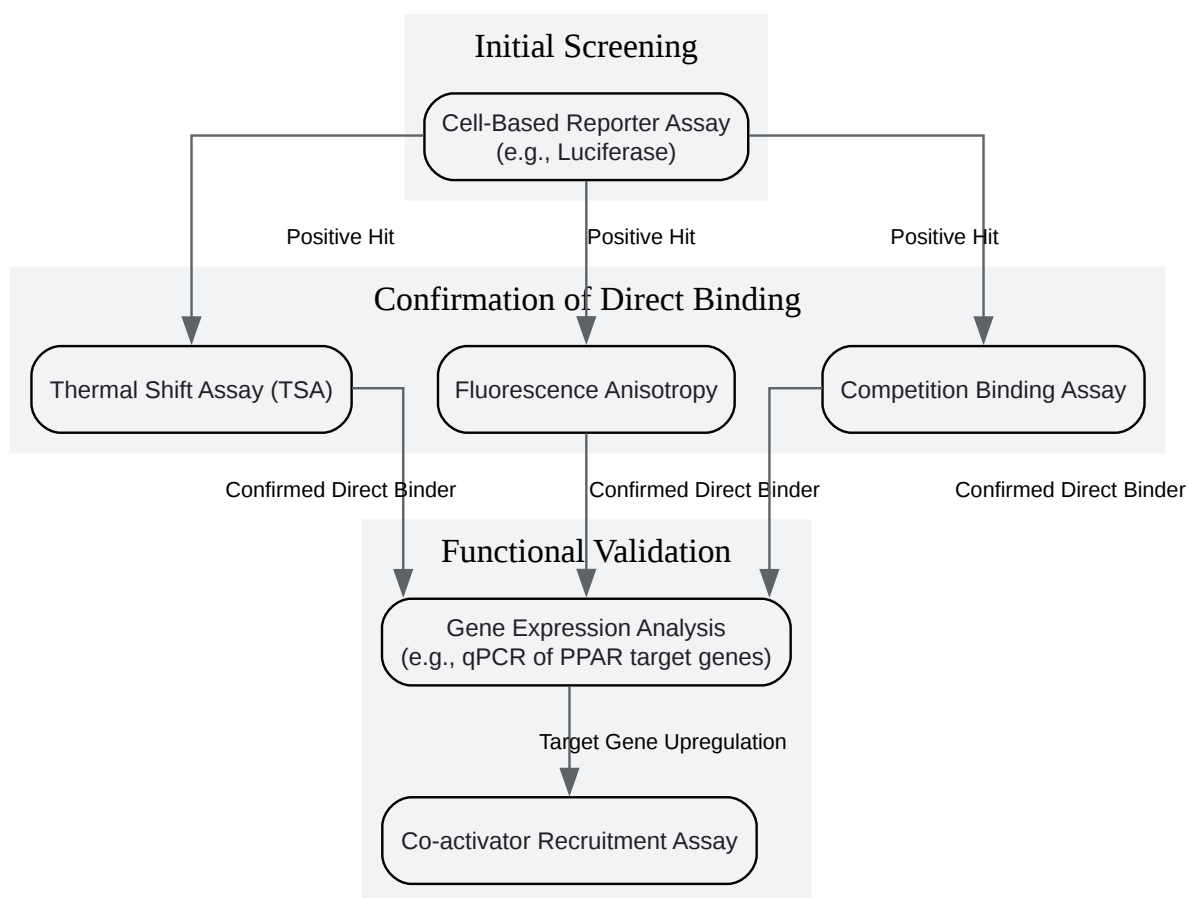 Initial Screening
Cell-Based Reporter Assay
(e.g., Luciferase)
Positive Hit
Positive Hit
Positive Hit
Confirmation of Direct Binding
Thermal Shift Assay (TSA)
Fluorescence Anisotropy
Competition Binding Assay
Confirmed Direct Binder
Confirmed Direct Binder
Confirmed Direct Binder
Functional Validation
Gene Expression Analysis
(e.g., qPCR of PPAR target genes)
Target Gene Upregulation
Co-activator Recruitment Assay